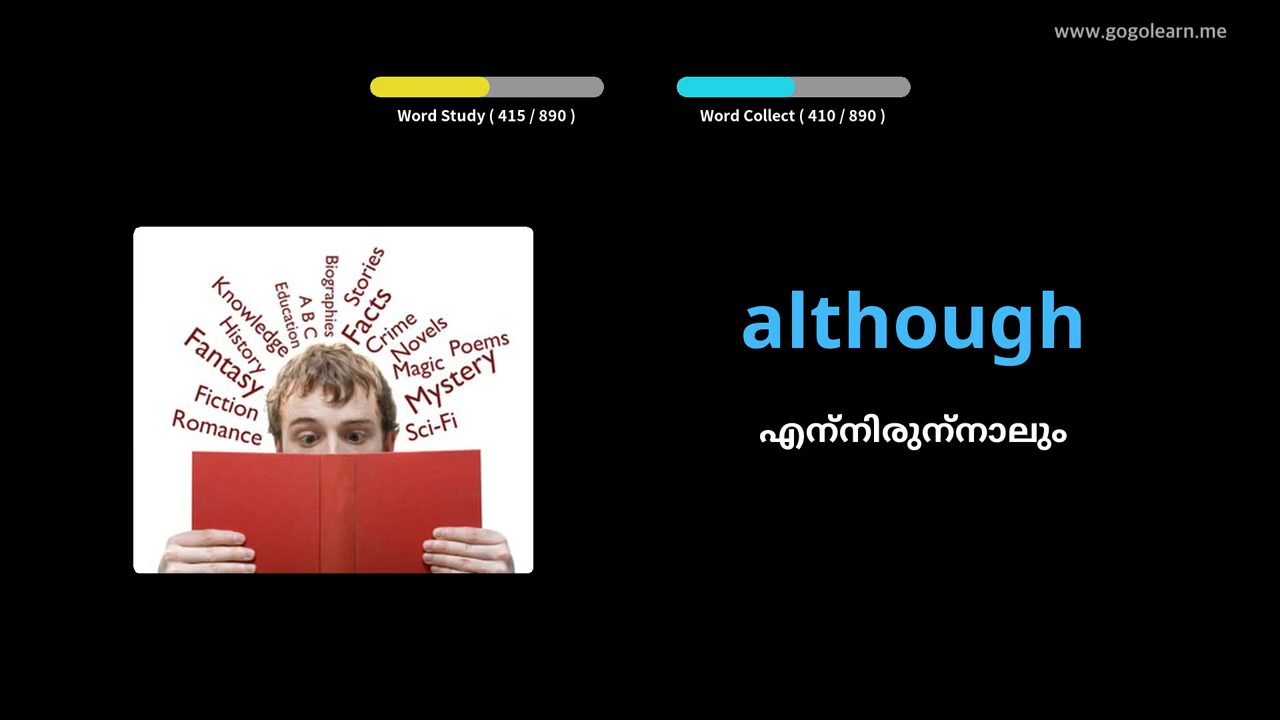 www.gogolearn.me
Word Study ( 415 / 890 )
Word Collect ( 410 / 890 )
although
എന്നിരുന്നാലും
Biographies
Stories
Education
A B C
Facts
Knowledge
Crime
History
Novels
Poems
Fantasy
Magic
Mystery
Fiction
Romance
Sci-Fi